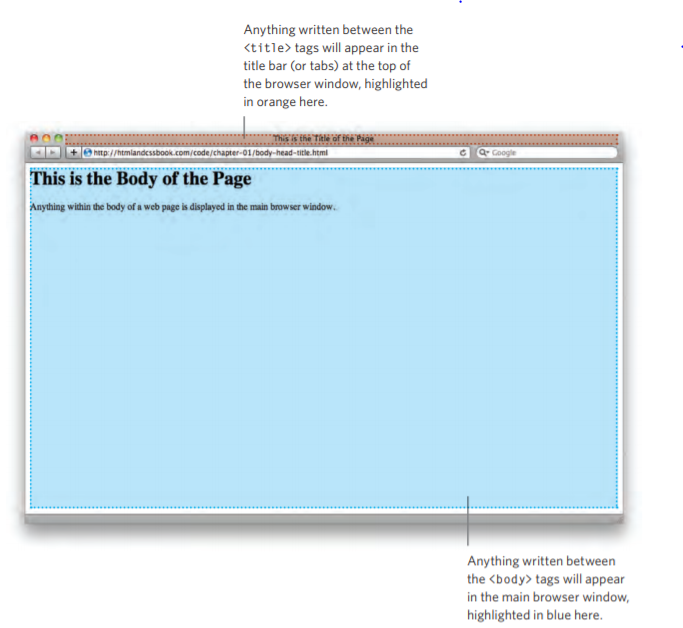 Anything written between the
<title> tags will appear in the
title bar (or tabs) at the top of
the browser window, highlighted
in orange here.
This is the Title of the Page
http://htmlandcssbook.com/code/chapter-01/body-head-title.html
Google
This is the Body of the Page
Anything within the body of a web page is displayed in the main browser window.
Anything written between
the <body> tags will appear
in the main browser window,
highlighted in blue here.